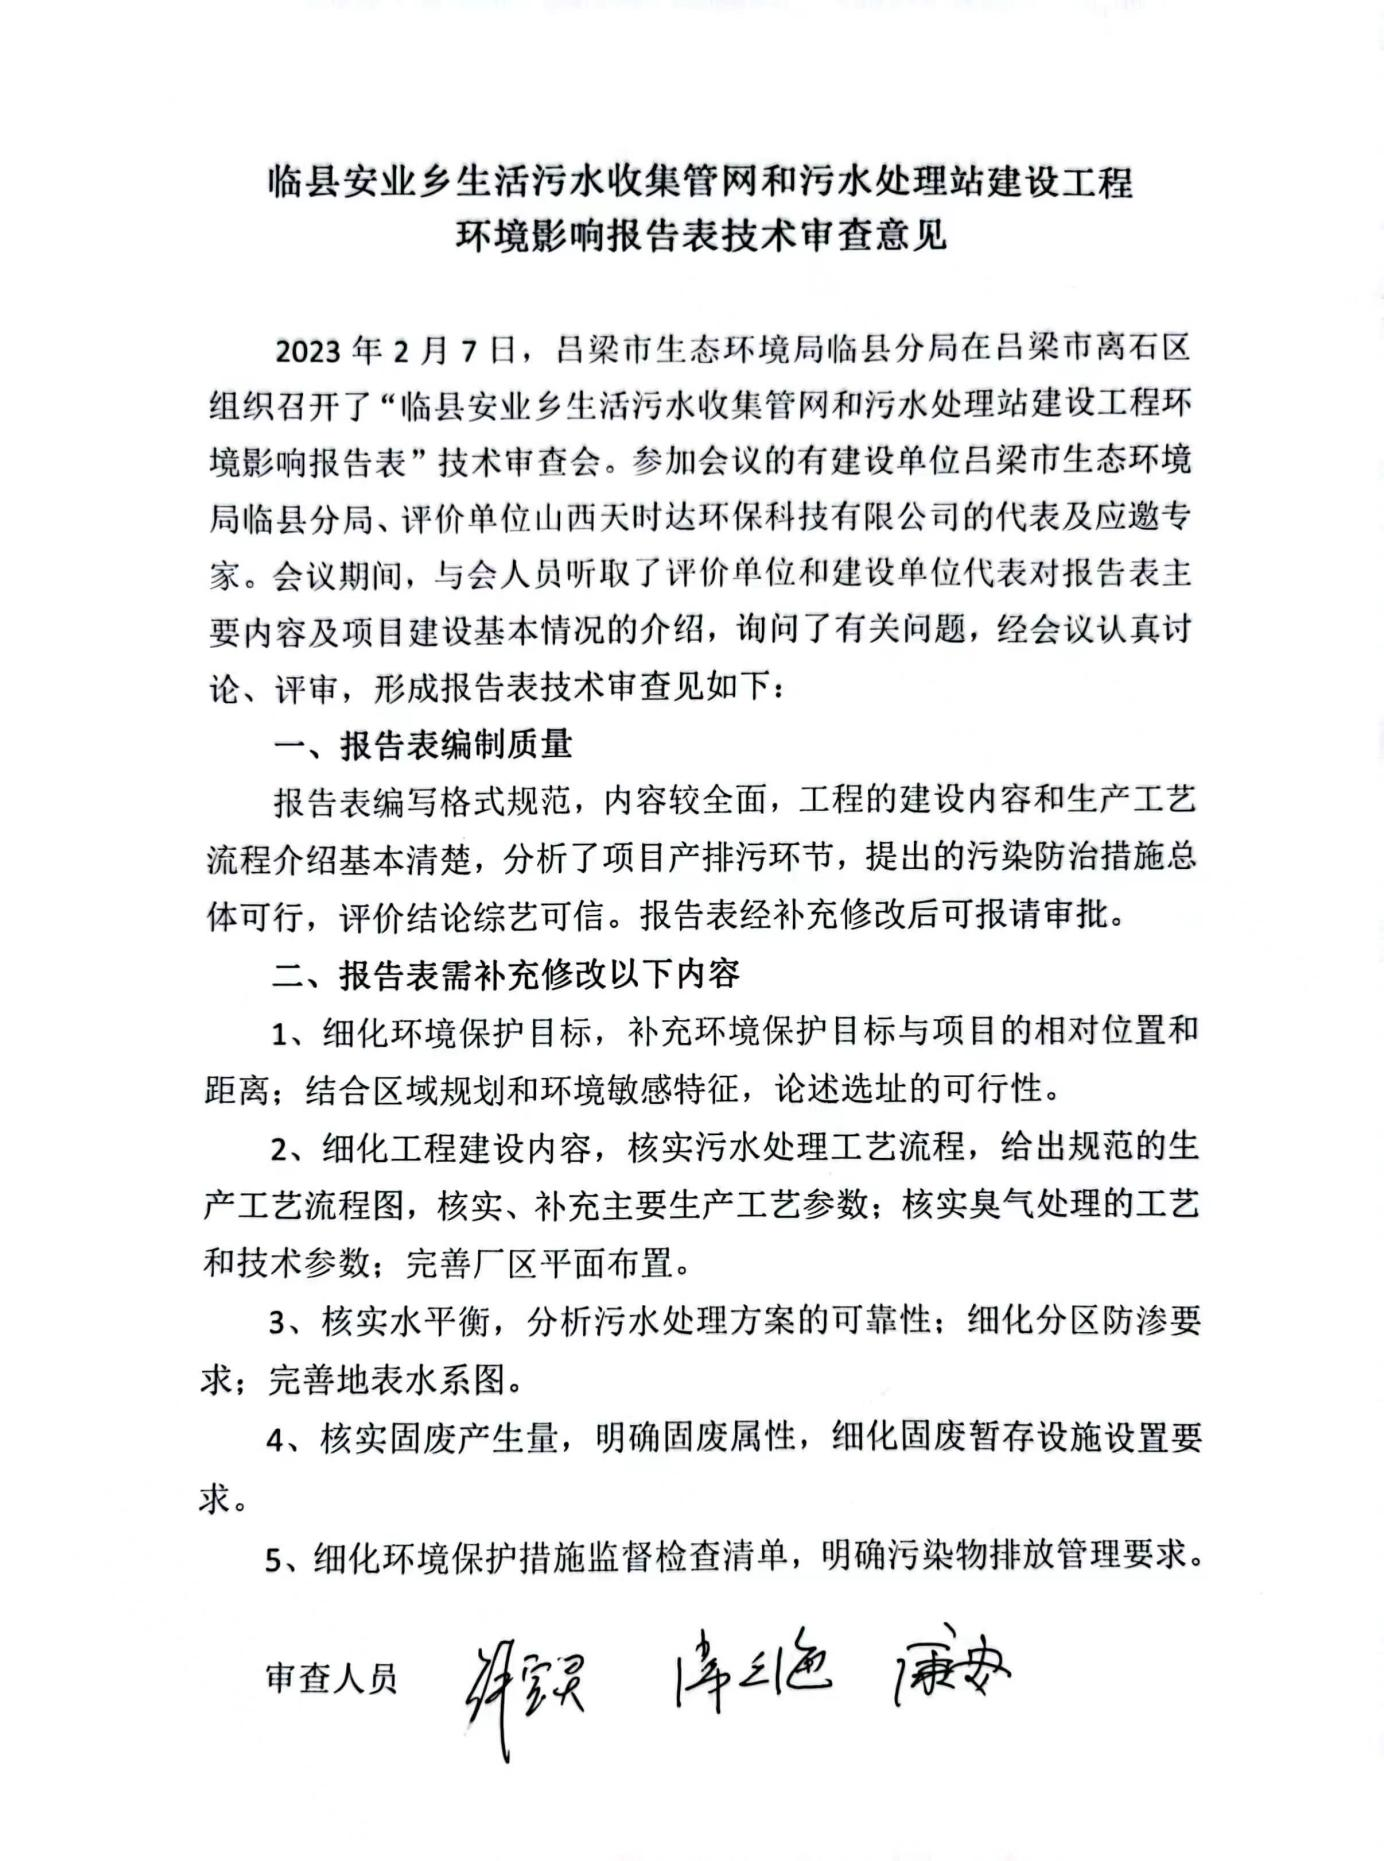 临县安业乡生活污水收集管网和污水处理站建设工程
环境影响报告表技术审查意见
2023 年 2 月 7 日，吕梁市生态环境局临县分局在吕梁市离石区
组织召开了“临县安业乡生活污水收集管网和污水处理站建设工程环
境影响报告表”技术审查会。参加会议的有建设单位吕梁市生态环境
局临县分局、评价单位山西天时达环保科技有限公司的代表及应邀专
家。会议期间，与会人员听取了评价单位和建设单位代表对报告表主
要内容及项目建设基本情况的介绍，询问了有关问题，经会议认真讨
论、评审，形成报告表技术审查见如下：
一、报告表编制质量
报告表编写格式规范，内容较全面，工程的建设内容和生产工艺
流程介绍基本清楚，分析了项目产排污环节，提出的污染防治措施总
体可行，评价结论综艺可信。报告表经补充修改后可报请审批。
二、报告表需补充修改以下内容
1、细化环境保护目标，补充环境保护目标与项目的相对位置和
距离；结合区域规划和环境敏感特征，论述选址的可行性。
2、细化工程建设内容，核实污水处理工艺流程，给出规范的生
产工艺流程图，核实、补充主要生产工艺参数；核实臭气处理的工艺
和技术参数；完善厂区平面布置。
3、核实水平衡，分析污水处理方案的可靠性；细化分区防渗要
求；完善地表水系图。
4、核实固废产生量，明确固废属性，细化固废暂存设施设置要
求。
5、细化环境保护措施监督检查清单，明确污染物排放管理要求。
审查人员